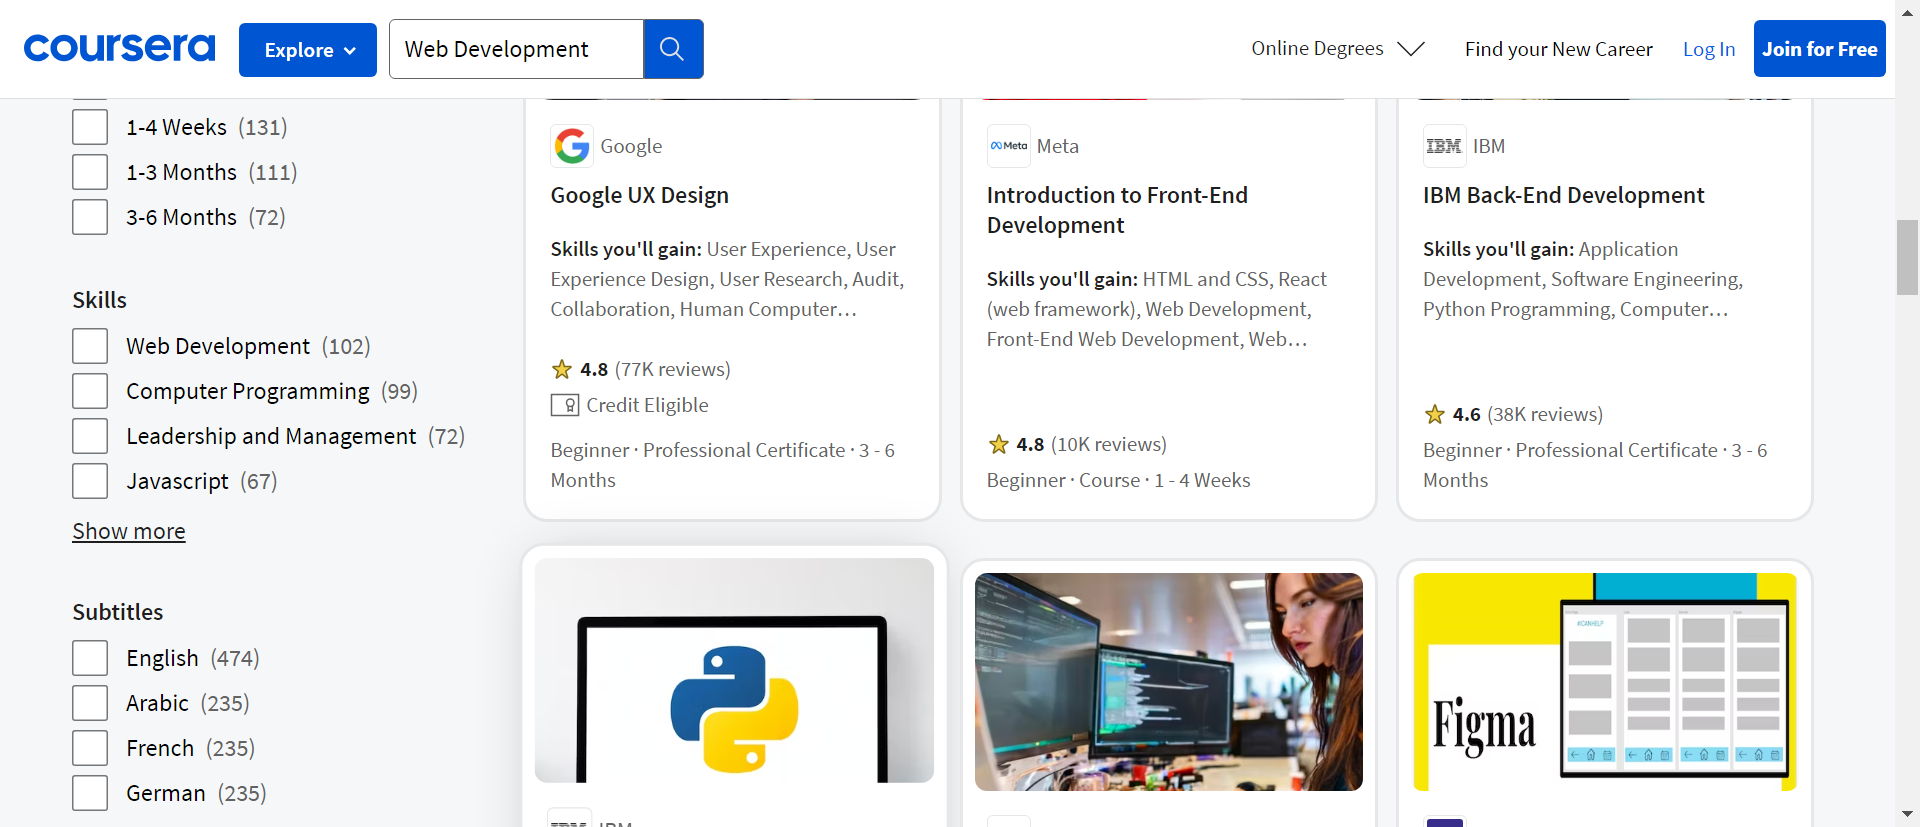 coursera
Explore
Web Development
Online Degrees
Find your New Career
Log In
Join for Free
1-4 Weeks (131)
1-3 Months (111)
3-6 Months (72)
Skills
Web Development (102)
Computer Programming (99)
Leadership and Management (72)
Javascript (67)
Show more
Subtitles
English (474)
Arabic (235)
French (235)
German (235)
Google
Google UX Design
Skills you'll gain: User Experience, User
Experience Design, User Research, Audit,
Collaboration, Human Computer…
4.8 (77K reviews)
Credit Eligible
Beginner · Professional Certificate · 3 - 6
Months
Meta Meta
Introduction to Front-End
Development
Skills you'll gain: HTML and CSS, React
(web framework), Web Development,
Front-End Web Development, Web…
4.8 (10K reviews)
Beginner · Course · 1 - 4 Weeks
IBM IBM
IBM Back-End Development
Skills you'll gain: Application
Development, Software Engineering,
Python Programming, Computer…
4.6 (38K reviews)
Beginner · Professional Certificate · 3 - 6
Months
Figma
#ICANHELP